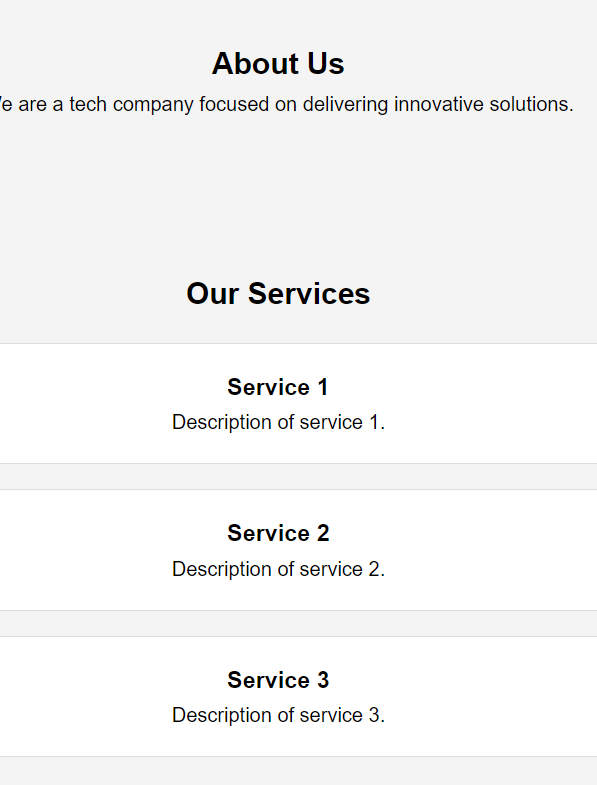 About Us
e are a tech company focused on delivering innovative solutions.
Our Services
Service 1
Description of service 1.
Service 2
Description of service 2.
Service 3
Description of service 3.